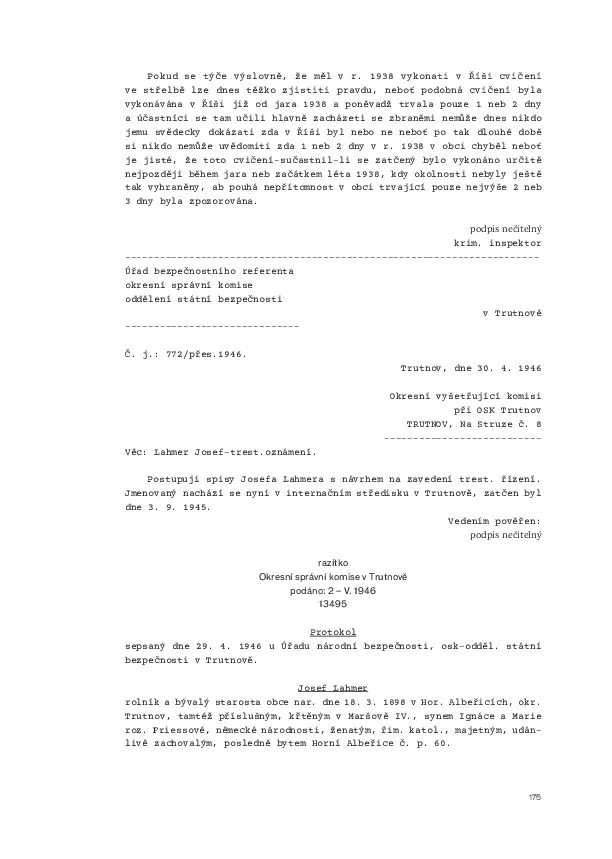 Pokud se týče výslovně, že měl v r. 1938 vykonati v Říši cvičení
ve střelbě lze dnes těžko zjistiti pravdu, neboť podobná cvičení byla
vykonávána v Říši již od jara 1938 a poněvadž trvala pouze 1 neb 2 dny
a účastníci se tam učili hlavně zacházeti se zbraněmi nemůže dnes nikdo
jemu svědecky dokázati zda v Říši byl nebo ne neboť po tak dlouhé době
si nikdo nemůže uvědomiti zda 1 neb 2 dny v r. 1938 v obci chyběl neboť
je jisté, že toto cvičení-sučastnil-li se zatčený bylo vykonáno určitě
nejpozději během jara neb začátkem léta 1938, kdy okolnosti nebyly ještě
tak vyhraněny, ab pouhá nepřítomnost v obci trvající pouze nejvýše 2 neb
3 dny byla zpozorována.
podpis nečitelný
krim. inspektor
------------------------------------------------------------------------
Úřad bezpečnostního referenta
okresní správní komise
oddělení státní bezpečnosti
v Trutnově
------------------------------
Č. j.: 772/přes.1946.
Trutnov, dne 30. 4. 1946
Okresní vyšetřující komisi
při OSK Trutnov
TRUTNOV, Na Struze č. 8
---------------------------
Věc: Lahmer Josef-trest.oznámení.
Postupuji spisy Josefa Lahmera s návrhem na zavedení trest. řízení.
Jmenovaný nachází se nyní v internačním středisku v Trutnově, zatčen byl
dne 3. 9. 1945.
Vedením pověřen:
podpis nečitelný
razítko
Okresní správní komise v Trutnově
podáno: 2 – V. 1946
13495
Protokol
sepsaný dne 29. 4. 1946 u Úřadu národní bezpečnosti, osk-odděl. státní
bezpečnosti v Trutnově.
Josef Lahmer
rolník a bývalý starosta obce nar. dne 18. 3. 1898 v Hor. Albeřicích, okr.
Trutnov, tamtéž příslušným, křtěným v Maršově IV., synem Ignáce a Marie
roz. Friessové, německé národnosti, ženatým, řím. katol., majetným, udán-
livě zachovalým, posledně bytem Horní Albeřice č. p. 60.
175